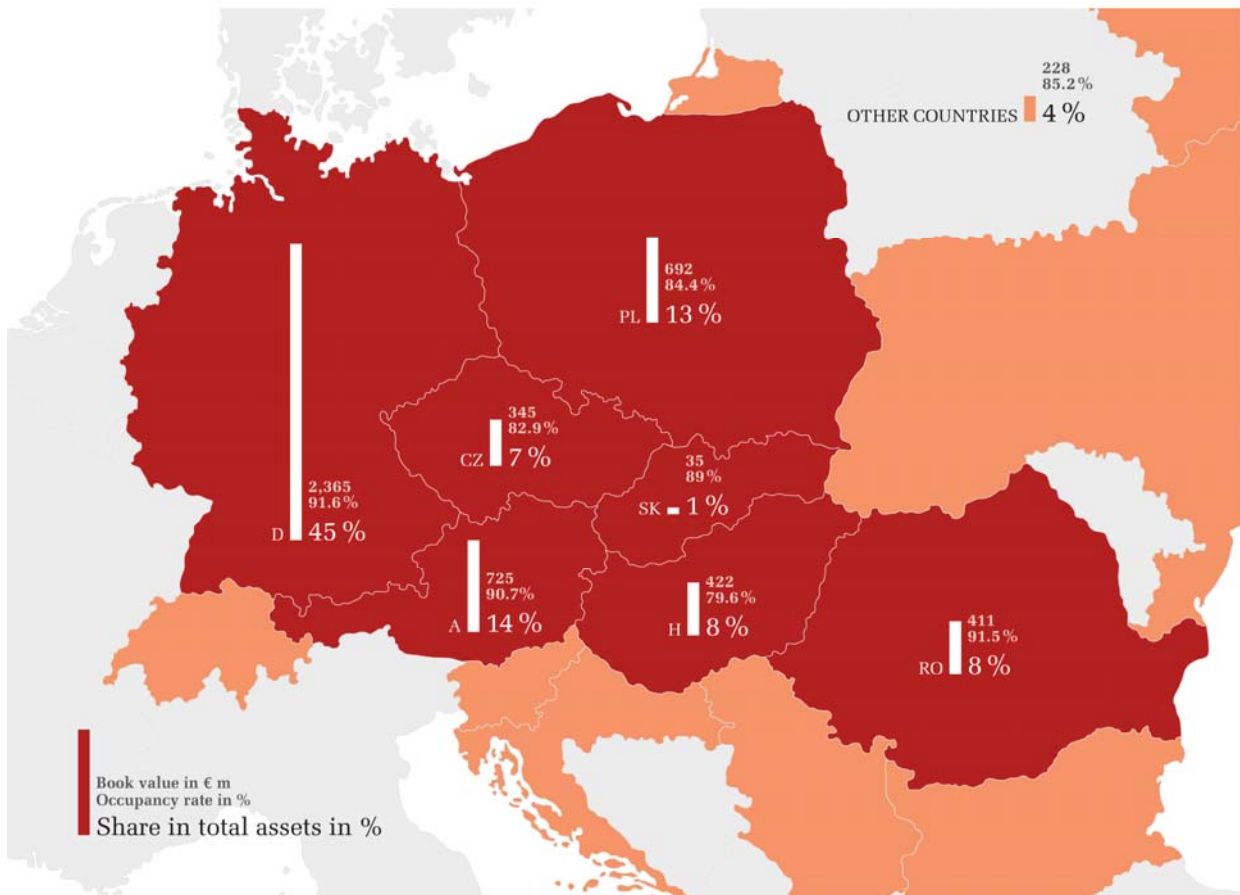 228
85.2%
OTHER COUNTRIES 4 %
692
84.4%
PL 13 %
345
82.9%
CZ 7 %
35
89%
SK 1 %
2,365
91.6%
D 45 %
725
90.7%
A 14 %
422
79.6%
H 8 %
411
91.5%
RO 8 %
Book value in € m
Occupancy rate in %
Share in total assets in %